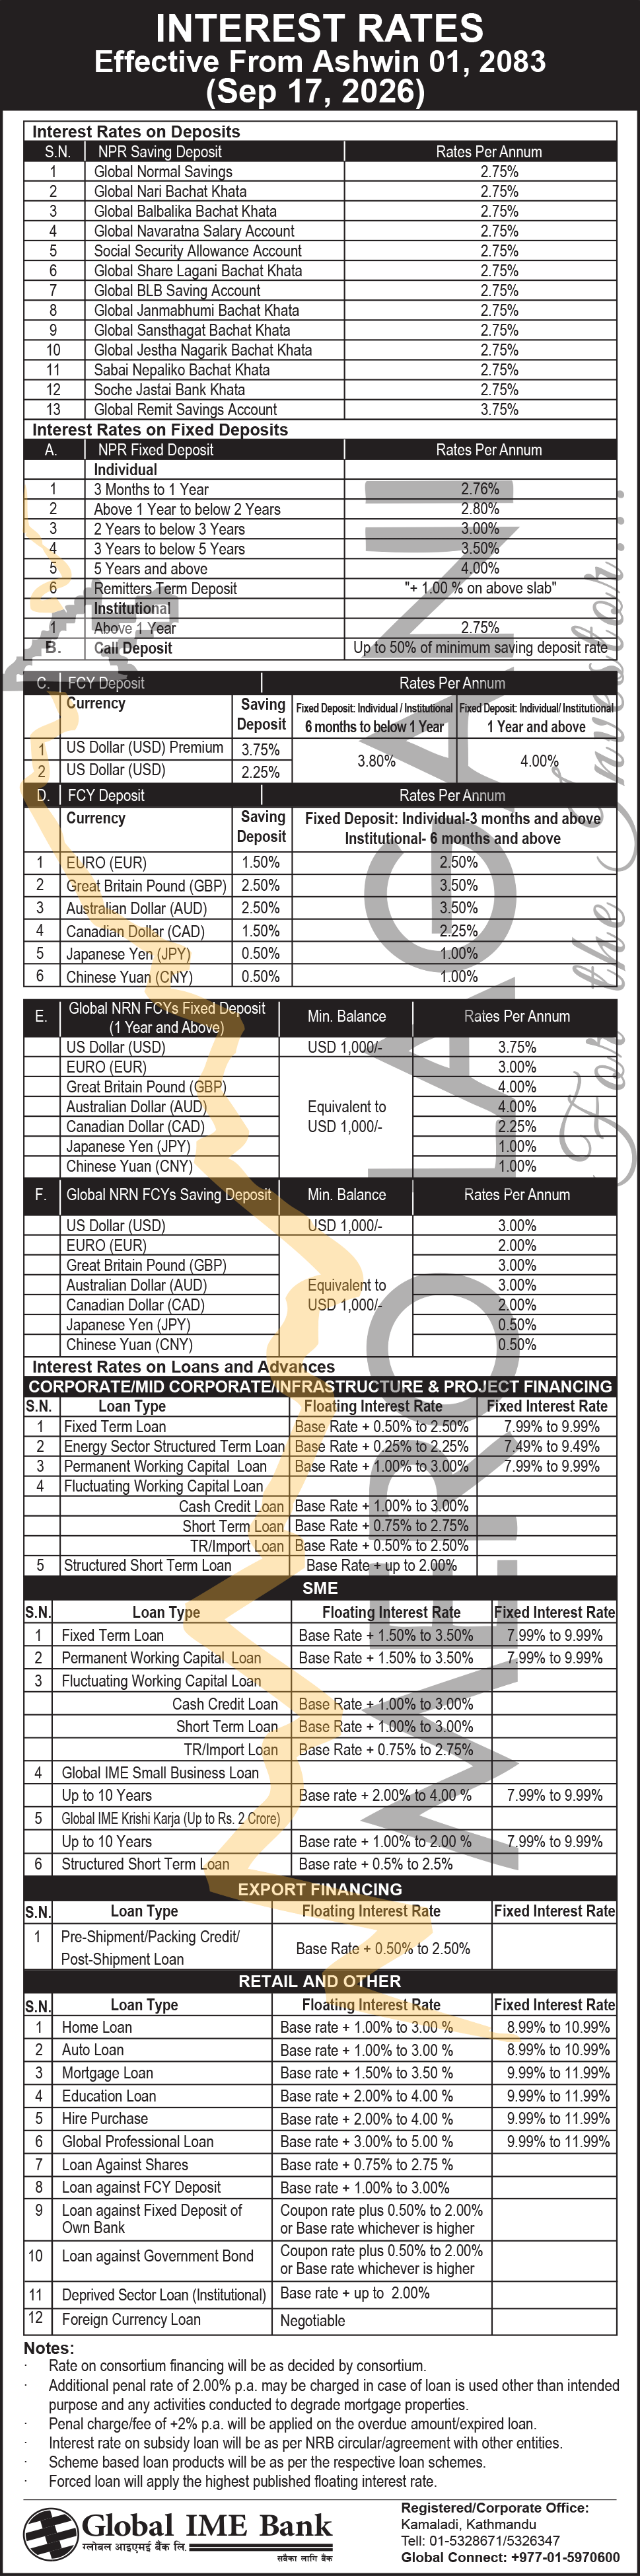 INTEREST RATES
Effective From Ashwin 01, 2083
(Sep 17, 2026)
Interest Rates on Deposits
S.N. NPR Saving Deposit Rates Per Annum
1 Global Normal Savings 2.75%
2 Global Nari Bachat Khata 2.75%
3 Global Balbalika Bachat Khata 2.75%
4 Global Navaratna Salary Account 2.75%
5 Social Security Allowance Account 2.75%
6 Global Share Lagani Bachat Khata 2.75%
7 Global BLB Saving Account 2.75%
8 Global Janmabhumi Bachat Khata 2.75%
9 Global Sansthagat Bachat Khata 2.75%
10 Global Jestha Nagarik Bachat Khata 2.75%
11 Sabai Nepaliko Bachat Khata 2.75%
12 Soche Jastai Bank Khata 2.75%
13 Global Remit Savings Account 3.75%
Interest Rates on Fixed Deposits
A. NPR Fixed Deposit Rates Per Annum
Individual
1 3 Months to 1 Year 2.76%
2 Above 1 Year to below 2 Years 2.80%
3 2 Years to below 3 Years 3.00%
4 3 Years to below 5 Years 3.50%
5 5 Years and above 4.00%
6 Remitters Term Deposit "+ 1.00 % on above slab"
Institutional
1 Above 1 Year 2.75%
B. Call Deposit Up to 50% of minimum saving deposit rate
C. FCY Deposit Rates Per Annum
Currency Saving Deposit Fixed Deposit: Individual / Institutional 6 months to below 1 Year Fixed Deposit: Individual/ Institutional 1 Year and above
1 US Dollar (USD) Premium 3.75% 3.80% 4.00%
2 US Dollar (USD) 2.25%
D. FCY Deposit Rates Per Annum
Currency Saving Deposit Fixed Deposit: Individual-3 months and above Institutional- 6 months and above
1 EURO (EUR) 1.50% 2.50%
2 Great Britain Pound (GBP) 2.50% 3.50%
3 Australian Dollar (AUD) 2.50% 3.50%
4 Canadian Dollar (CAD) 1.50% 2.25%
5 Japanese Yen (JPY) 0.50% 1.00%
6 Chinese Yuan (CNY) 0.50% 1.00%
E. Global NRN FCYs Fixed Deposit (1 Year and Above) Min. Balance Rates Per Annum
US Dollar (USD) USD 1,000/- 3.75%
EURO (EUR) 3.00%
Great Britain Pound (GBP) 4.00%
Australian Dollar (AUD) Equivalent to 4.00%
Canadian Dollar (CAD) USD 1,000/- 2.25%
Japanese Yen (JPY) 1.00%
Chinese Yuan (CNY) 1.00%
F. Global NRN FCYs Saving Deposit Min. Balance Rates Per Annum
US Dollar (USD) USD 1,000/- 3.00%
EURO (EUR) 2.00%
Great Britain Pound (GBP) 3.00%
Australian Dollar (AUD) Equivalent to 3.00%
Canadian Dollar (CAD) USD 1,000/- 2.00%
Japanese Yen (JPY) 0.50%
Chinese Yuan (CNY) 0.50%
Interest Rates on Loans and Advances
CORPORATE/MID CORPORATE/INFRASTRUCTURE & PROJECT FINANCING
S.N. Loan Type Floating Interest Rate Fixed Interest Rate
1 Fixed Term Loan Base Rate + 0.50% to 2.50% 7.99% to 9.99%
2 Energy Sector Structured Term Loan Base Rate + 0.25% to 2.25% 7.49% to 9.49%
3 Permanent Working Capital Loan Base Rate + 1.00% to 3.00% 7.99% to 9.99%
4 Fluctuating Working Capital Loan
Cash Credit Loan Base Rate + 1.00% to 3.00%
Short Term Loan Base Rate + 0.75% to 2.75%
TR/Import Loan Base Rate + 0.50% to 2.50%
5 Structured Short Term Loan Base Rate + up to 2.00%
SME
S.N. Loan Type Floating Interest Rate Fixed Interest Rate
1 Fixed Term Loan Base Rate + 1.50% to 3.50% 7.99% to 9.99%
2 Permanent Working Capital Loan Base Rate + 1.50% to 3.50% 7.99% to 9.99%
3 Fluctuating Working Capital Loan
Cash Credit Loan Base Rate + 1.00% to 3.00%
Short Term Loan Base Rate + 1.00% to 3.00%
TR/Import Loan Base Rate + 0.75% to 2.75%
4 Global IME Small Business Loan
Up to 10 Years Base rate + 2.00% to 4.00 % 7.99% to 9.99%
5 Global IME Krishi Karja (Up to Rs. 2 Crore)
Up to 10 Years Base rate + 1.00% to 2.00 % 7.99% to 9.99%
6 Structured Short Term Loan Base rate + 0.5% to 2.5%
EXPORT FINANCING
S.N. Loan Type Floating Interest Rate Fixed Interest Rate
1 Pre-Shipment/Packing Credit/ Post-Shipment Loan Base Rate + 0.50% to 2.50%
RETAIL AND OTHER
S.N. Loan Type Floating Interest Rate Fixed Interest Rate
1 Home Loan Base rate + 1.00% to 3.00 % 8.99% to 10.99%
2 Auto Loan Base rate + 1.00% to 3.00 % 8.99% to 10.99%
3 Mortgage Loan Base rate + 1.50% to 3.50 % 9.99% to 11.99%
4 Education Loan Base rate + 2.00% to 4.00 % 9.99% to 11.99%
5 Hire Purchase Base rate + 2.00% to 4.00 % 9.99% to 11.99%
6 Global Professional Loan Base rate + 3.00% to 5.00 % 9.99% to 11.99%
7 Loan Against Shares Base rate + 0.75% to 2.75 %
8 Loan against FCY Deposit Base rate + 1.00% to 3.00%
9 Loan against Fixed Deposit of Own Bank Coupon rate plus 0.50% to 2.00% or Base rate whichever is higher
10 Loan against Government Bond Coupon rate plus 0.50% to 2.00% or Base rate whichever is higher
11 Deprived Sector Loan (Institutional) Base rate + up to 2.00%
12 Foreign Currency Loan Negotiable
Notes:
· Rate on consortium financing will be as decided by consortium.
· Additional penal rate of 2.00% p.a. may be charged in case of loan is used other than intended
purpose and any activities conducted to degrade mortgage properties.
· Penal charge/fee of +2% p.a. will be applied on the overdue amount/expired loan.
· Interest rate on subsidy loan will be as per NRB circular/agreement with other entities.
· Scheme based loan products will be as per the respective loan schemes.
· Forced loan will apply the highest published floating interest rate.
Global IME Bank
ग्लोबल आइएमई बैंक लि.
सबैका लागि बैंक
Registered/Corporate Office:
Kamaladi, Kathmandu
Tell: 01-5328671/5326347
Global Connect: +977-01-5970600
MERO LAGANI
For the Investor...